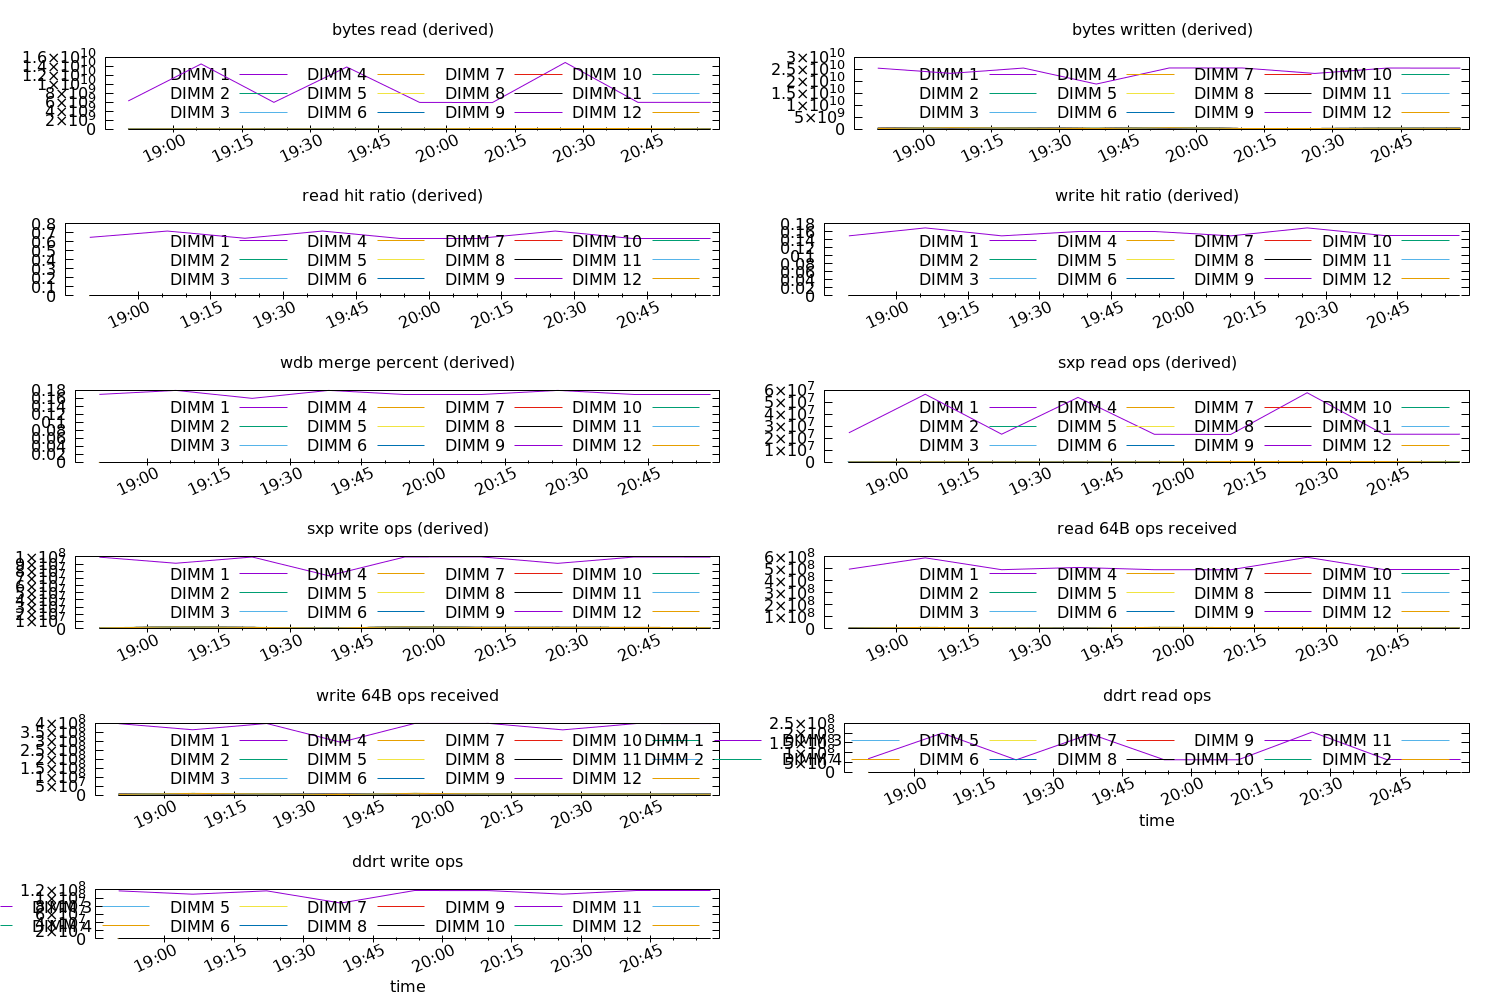 bytes read (derived)
1.6×10^10
1.4×10^10
1.2×10^10
1×10^10
8×10^9
6×10^9
4×10^9
2×10^9
0
DIMM 1 DIMM 4 DIMM 7 DIMM 10
DIMM 2 DIMM 5 DIMM 8 DIMM 11
DIMM 3 DIMM 6 DIMM 9 DIMM 12
19:00 19:15 19:30 19:45 20:00 20:15 20:30 20:45
bytes written (derived)
3×10^10
2.5×10^10
2×10^10
1.5×10^10
1×10^10
5×10^9
0
DIMM 1 DIMM 4 DIMM 7 DIMM 10
DIMM 2 DIMM 5 DIMM 8 DIMM 11
DIMM 3 DIMM 6 DIMM 9 DIMM 12
19:00 19:15 19:30 19:45 20:00 20:15 20:30 20:45
read hit ratio (derived)
0.8
0.7
0.6
0.5
0.4
0.3
0.2
0.1
0
DIMM 1 DIMM 4 DIMM 7 DIMM 10
DIMM 2 DIMM 5 DIMM 8 DIMM 11
DIMM 3 DIMM 6 DIMM 9 DIMM 12
19:00 19:15 19:30 19:45 20:00 20:15 20:30 20:45
write hit ratio (derived)
0.18
0.16
0.14
0.12
0.1
0.08
0.06
0.04
0.02
0
DIMM 1 DIMM 4 DIMM 7 DIMM 10
DIMM 2 DIMM 5 DIMM 8 DIMM 11
DIMM 3 DIMM 6 DIMM 9 DIMM 12
19:00 19:15 19:30 19:45 20:00 20:15 20:30 20:45
wdb merge percent (derived)
0.18
0.16
0.14
0.12
0.1
0.08
0.06
0.04
0.02
0
DIMM 1 DIMM 4 DIMM 7 DIMM 10
DIMM 2 DIMM 5 DIMM 8 DIMM 11
DIMM 3 DIMM 6 DIMM 9 DIMM 12
19:00 19:15 19:30 19:45 20:00 20:15 20:30 20:45
sxp read ops (derived)
6×10^7
5×10^7
4×10^7
3×10^7
2×10^7
1×10^7
0
DIMM 1 DIMM 4 DIMM 7 DIMM 10
DIMM 2 DIMM 5 DIMM 8 DIMM 11
DIMM 3 DIMM 6 DIMM 9 DIMM 12
19:00 19:15 19:30 19:45 20:00 20:15 20:30 20:45
sxp write ops (derived)
1×10^8
9×10^7
8×10^7
7×10^7
6×10^7
5×10^7
4×10^7
3×10^7
2×10^7
1×10^7
0
DIMM 1 DIMM 4 DIMM 7 DIMM 10
DIMM 2 DIMM 5 DIMM 8 DIMM 11
DIMM 3 DIMM 6 DIMM 9 DIMM 12
19:00 19:15 19:30 19:45 20:00 20:15 20:30 20:45
read 64B ops received
6×10^8
5×10^8
4×10^8
3×10^8
2×10^8
1×10^8
0
DIMM 1 DIMM 4 DIMM 7 DIMM 10
DIMM 2 DIMM 5 DIMM 8 DIMM 11
DIMM 3 DIMM 6 DIMM 9 DIMM 12
19:00 19:15 19:30 19:45 20:00 20:15 20:30 20:45
write 64B ops received
4×10^8
3.5×10^8
3×10^8
2.5×10^8
2×10^8
1.5×10^8
1×10^8
5×10^7
0
DIMM 1 DIMM 4 DIMM 7 DIMM 10
DIMM 2 DIMM 5 DIMM 8 DIMM 11
DIMM 3 DIMM 6 DIMM 9 DIMM 12
19:00 19:15 19:30 19:45 20:00 20:15 20:30 20:45
ddrt read ops
2.5×10^8
2×10^8
1.5×10^8
1×10^8
5×10^7
0
DIMM 1 DIMM 3 DIMM 5 DIMM 7 DIMM 9 DIMM 11
DIMM 2 DIMM 4 DIMM 6 DIMM 8 DIMM 10 DIMM 12
19:00 19:15 19:30 19:45 20:00 20:15 20:30 20:45
time
ddrt write ops
1.2×10^8
1×10^8
8×10^7
6×10^7
4×10^7
2×10^7
0
DIMM 3 DIMM 5 DIMM 7 DIMM 9 DIMM 11
DIMM 4 DIMM 6 DIMM 8 DIMM 10 DIMM 12
19:00 19:15 19:30 19:45 20:00 20:15 20:30 20:45
time